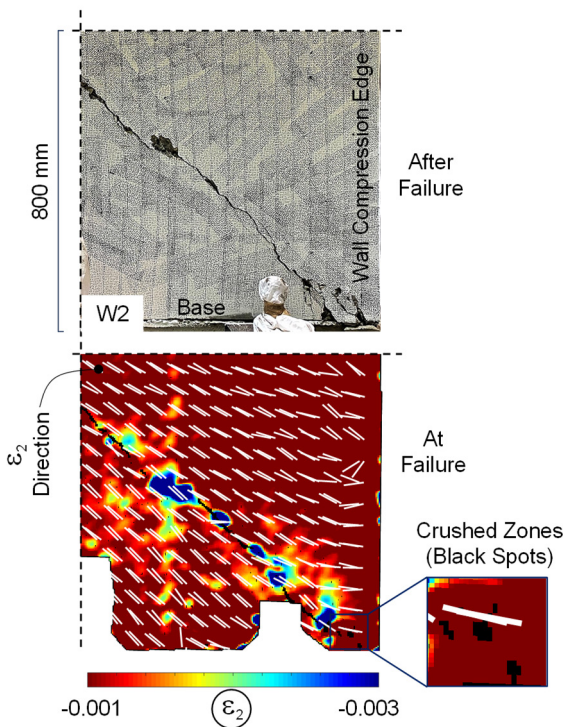 800 mm
Wall Compression Edge
After
Failure
W2
Base
ε2
Direction
At
Failure
Crushed Zones
(Black Spots)
-0.001
ε2
-0.003